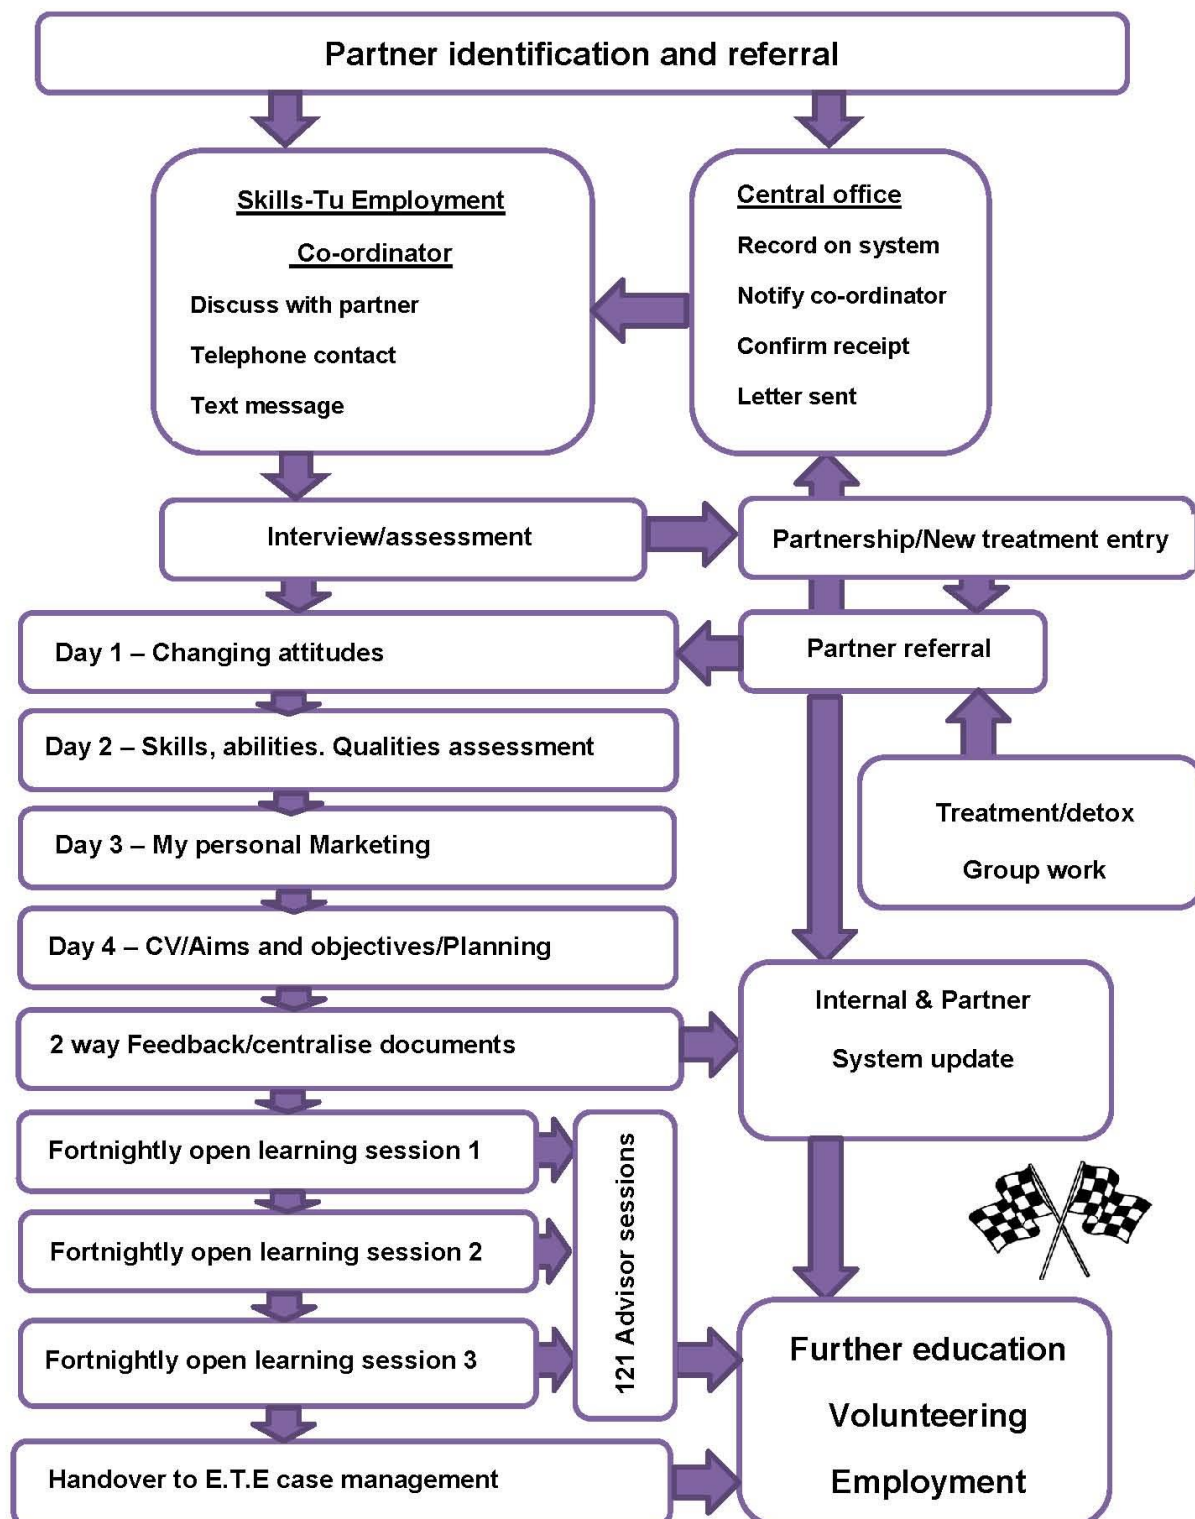 Partner identification and referral
Skills-Tu Employment
Co-ordinator
Discuss with partner
Telephone contact
Text message
Central office
Record on system
Notify co-ordinator
Confirm receipt
Letter sent
Interview/assessment
Partnership/New treatment entry
Day 1 – Changing attitudes
Partner referral
Day 2 – Skills, abilities. Qualities assessment
Treatment/detox
Group work
Day 3 – My personal Marketing
Day 4 – CV/Aims and objectives/Planning
2 way Feedback/centralise documents
Internal & Partner
System update
Fortnightly open learning session 1
Fortnightly open learning session 2
Fortnightly open learning session 3
121 Advisor sessions
Handover to E.T.E case management
Further education
Volunteering
Employment